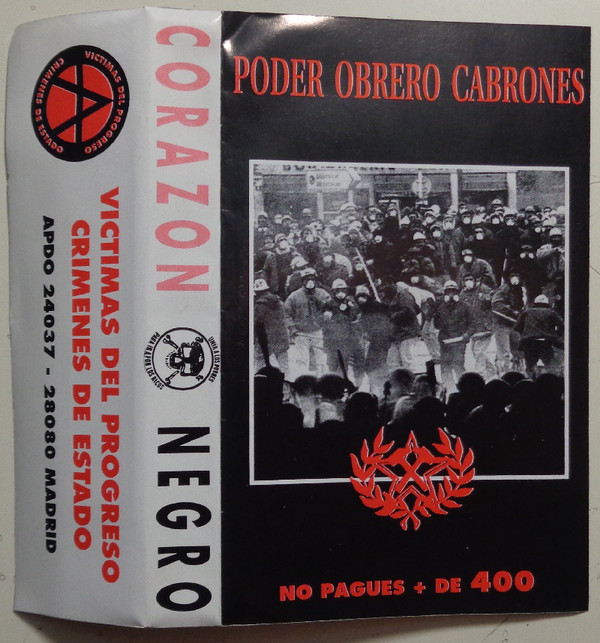 VICTIMAS DEL PROGRESO
CRIMENES DE ESTADO
VICTIMAS DEL PROGRESO
CRIMENES DE ESTADO
APDO 24037 - 28080 MADRID
CORAZON NEGRO
PODER OBRERO CABRONES
NO PAGUES + DE 400